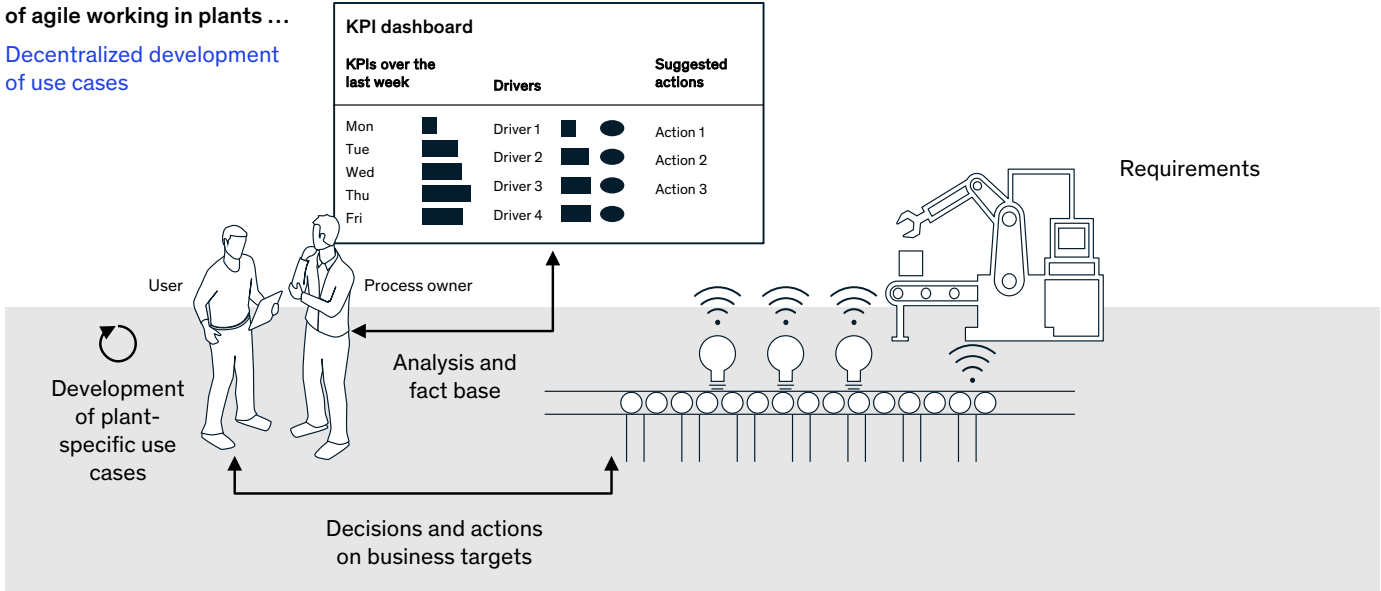 of agile working in plants …
Decentralized development
of use cases
KPI dashboard
KPIs over the
last week
Drivers
Suggested
actions
Mon
Tue
Wed
Thu
Fri
Driver 1
Driver 2
Driver 3
Driver 4
Action 1
Action 2
Action 3
Requirements
User
Process owner
Analysis and
fact base
Development
of plant-
specific use
cases
Decisions and actions
on business targets